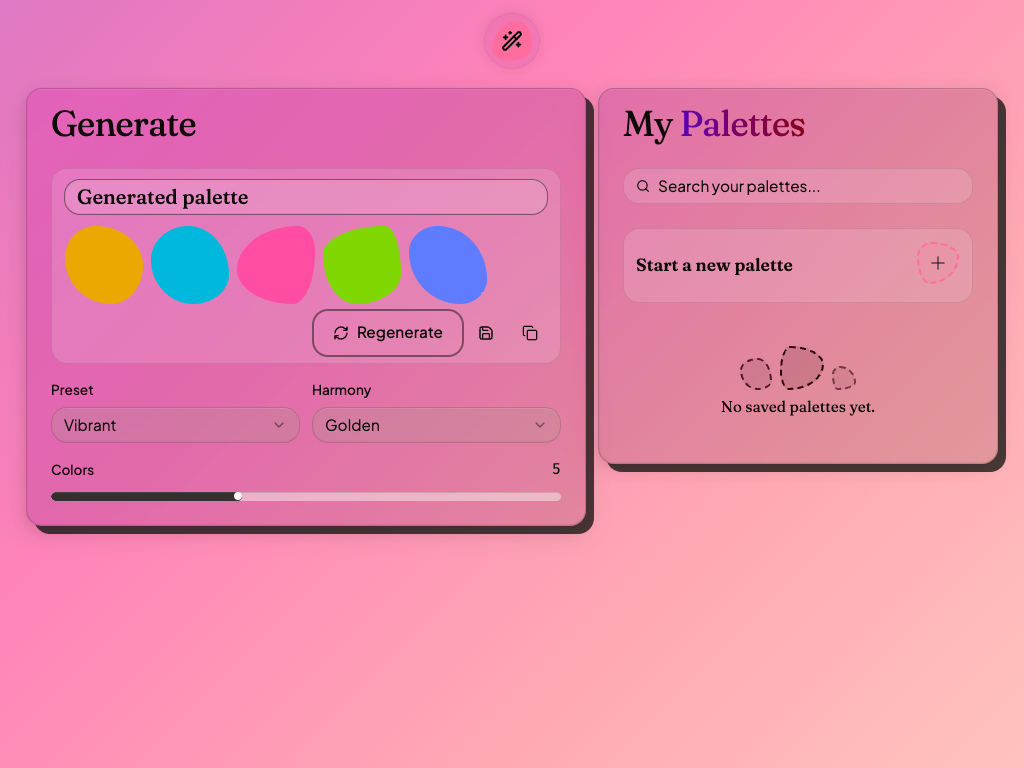 Generate
Generated palette
Regenerate
Preset
Harmony
Vibrant
Golden
Colors
5
My Palettes
Search your palettes...
Start a new palette
No saved palettes yet.